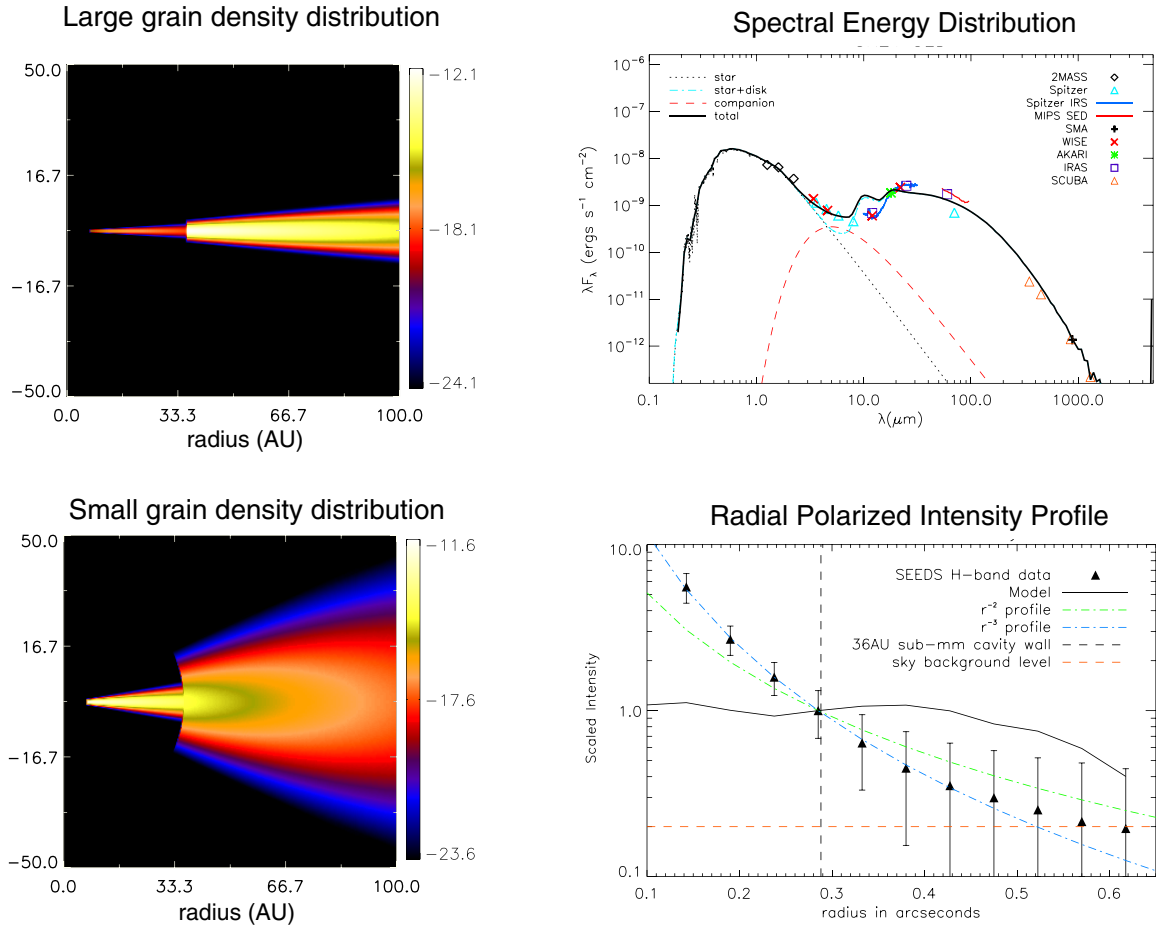 Large grain density distribution
50.0
16.7
-16.7
-50.0
0.0 33.3 66.7 100.0
radius (AU)
-12.1
-18.1
-24.1
Spectral Energy Distribution
10^-6
10^-7
10^-8
10^-9
10^-10
10^-11
10^-12
λF_λ (ergs s^-1 cm^-2)
0.1 1.0 10.0 100.0 1000.0
λ(μm)
star
star+disk
companion
total
2MASS
Spitzer
Spitzer IRS
MIPS SED
SMA
WISE
AKARI
IRAS
SCUBA
Small grain density distribution
50.0
16.7
-16.7
-50.0
0.0 33.3 66.7 100.0
radius (AU)
-11.6
-17.6
-23.6
Radial Polarized Intensity Profile
10.0
1.0
0.1
Scaled Intensity
0.1 0.2 0.3 0.4 0.5 0.6
radius in arcseconds
SEEDS H-band data
Model
r^-2 profile
r^-3 profile
36AU sub-mm cavity wall
sky background level